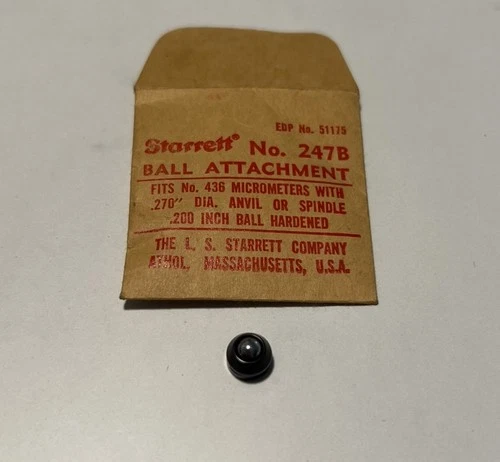 EDP No. 51175
Starrett® No. 247B
BALL ATTACHMENT
FITS No. 436 MICROMETERS WITH
.270" DIA. ANVIL OR SPINDLE
.200 INCH BALL HARDENED
THE L. S. STARRETT COMPANY
ATHOL, MASSACHUSETTS, U.S.A.